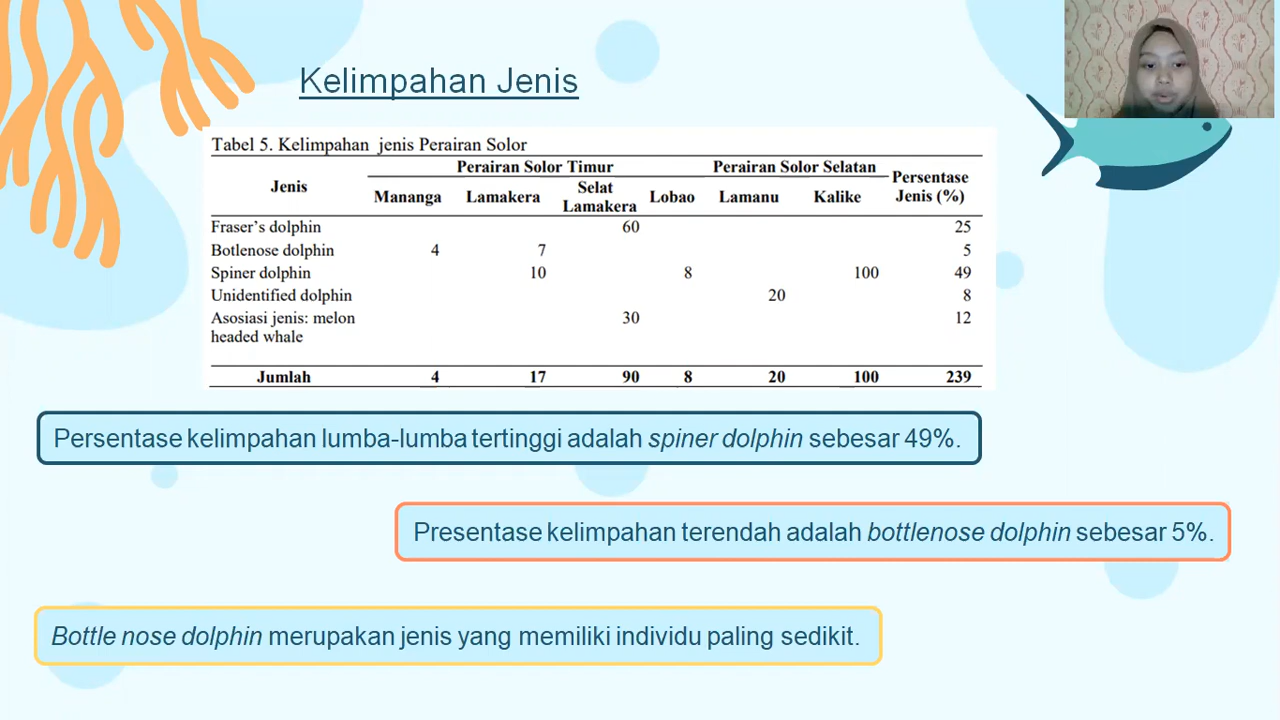 Kelimpahan Jenis
Tabel 5. Kelimpahan jenis Perairan Solor
Jenis Perairan Solor Timur Perairan Solor Selatan Persentase Jenis (%)
Mananga Lamakera Selat Lamakera Lobao Lamanu Kalike
Fraser's dolphin 60 25
Botlenose dolphin 4 7 5
Spiner dolphin 10 8 100 49
Unidentified dolphin 20 8
Asosiasi jenis: melon 30 12
headed whale
Jumlah 4 17 90 8 20 100 239
Persentase kelimpahan lumba-lumba tertinggi adalah spiner dolphin sebesar 49%.
Presentase kelimpahan terendah adalah bottlenose dolphin sebesar 5%.
Bottle nose dolphin merupakan jenis yang memiliki individu paling sedikit.